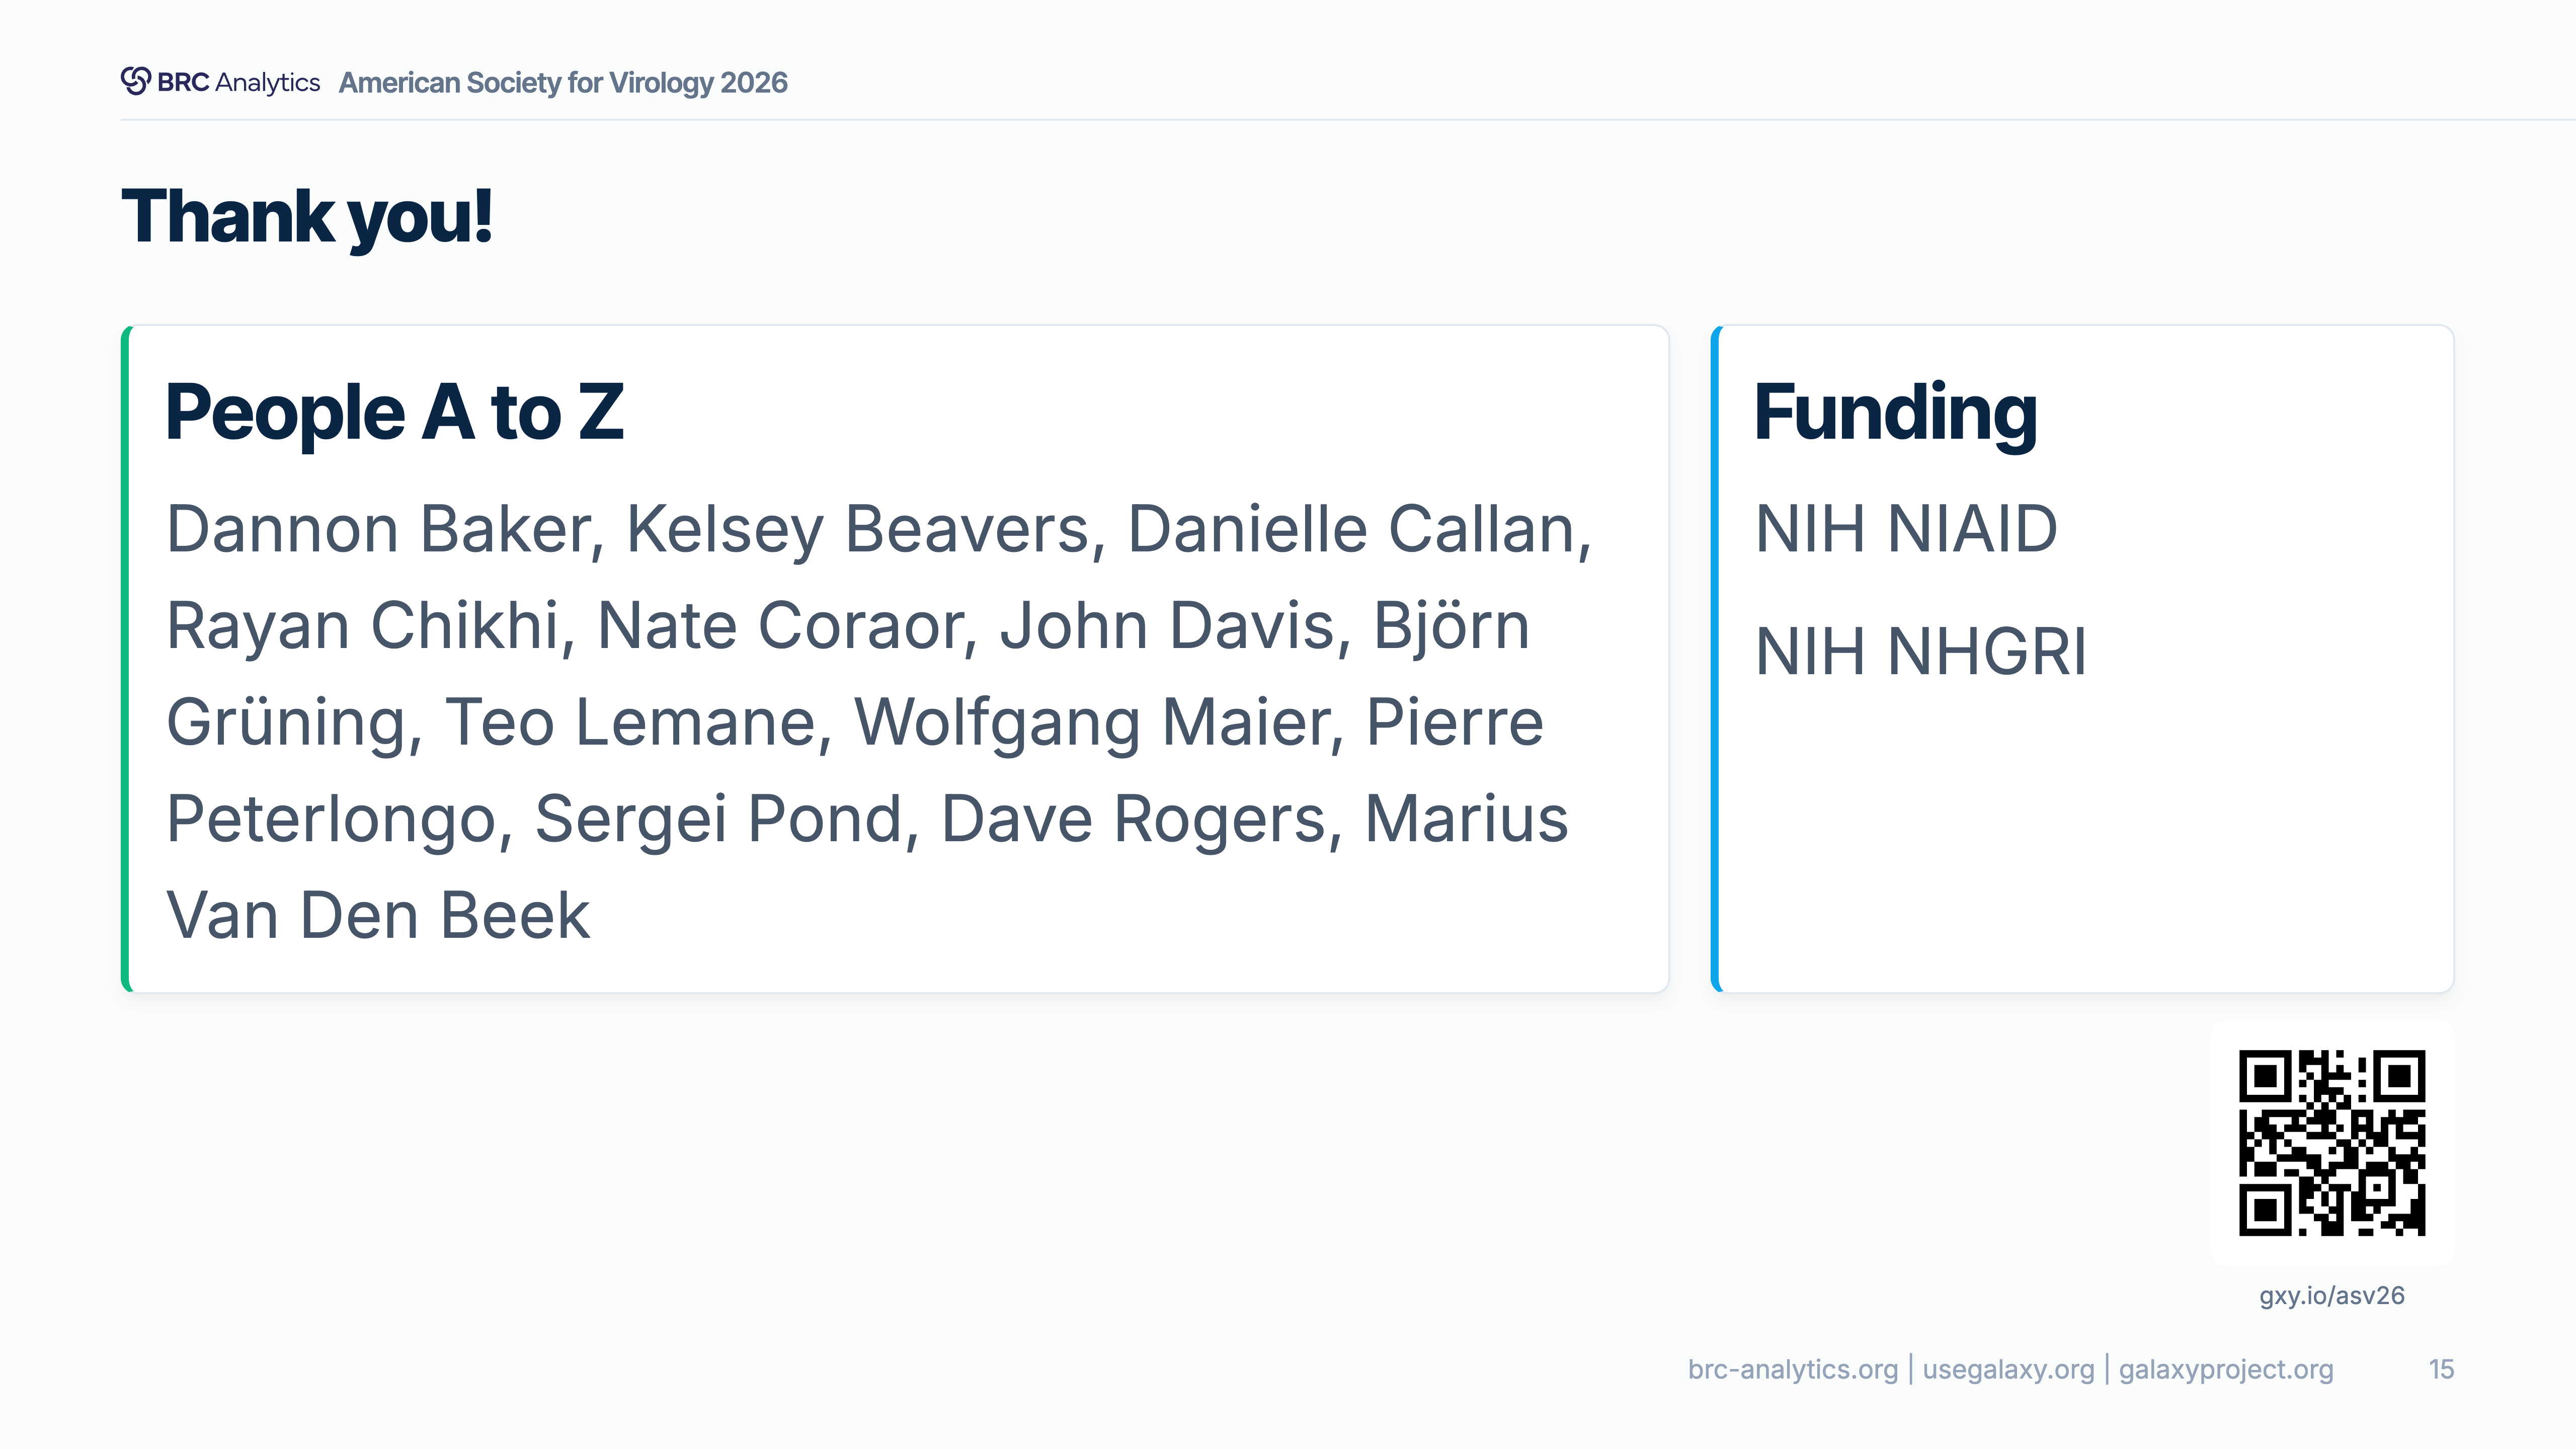 BRC Analytics American Society for Virology 2026
Thank you!
People A to Z
Dannon Baker, Kelsey Beavers, Danielle Callan,
Rayan Chikhi, Nate Coraor, John Davis, Björn
Grüning, Teo Lemane, Wolfgang Maier, Pierre
Peterlongo, Sergei Pond, Dave Rogers, Marius
Van Den Beek
Funding
NIH NIAID
NIH NHGRI
gxy.io/asv26
brc-analytics.org | usegalaxy.org | galaxyproject.org 15